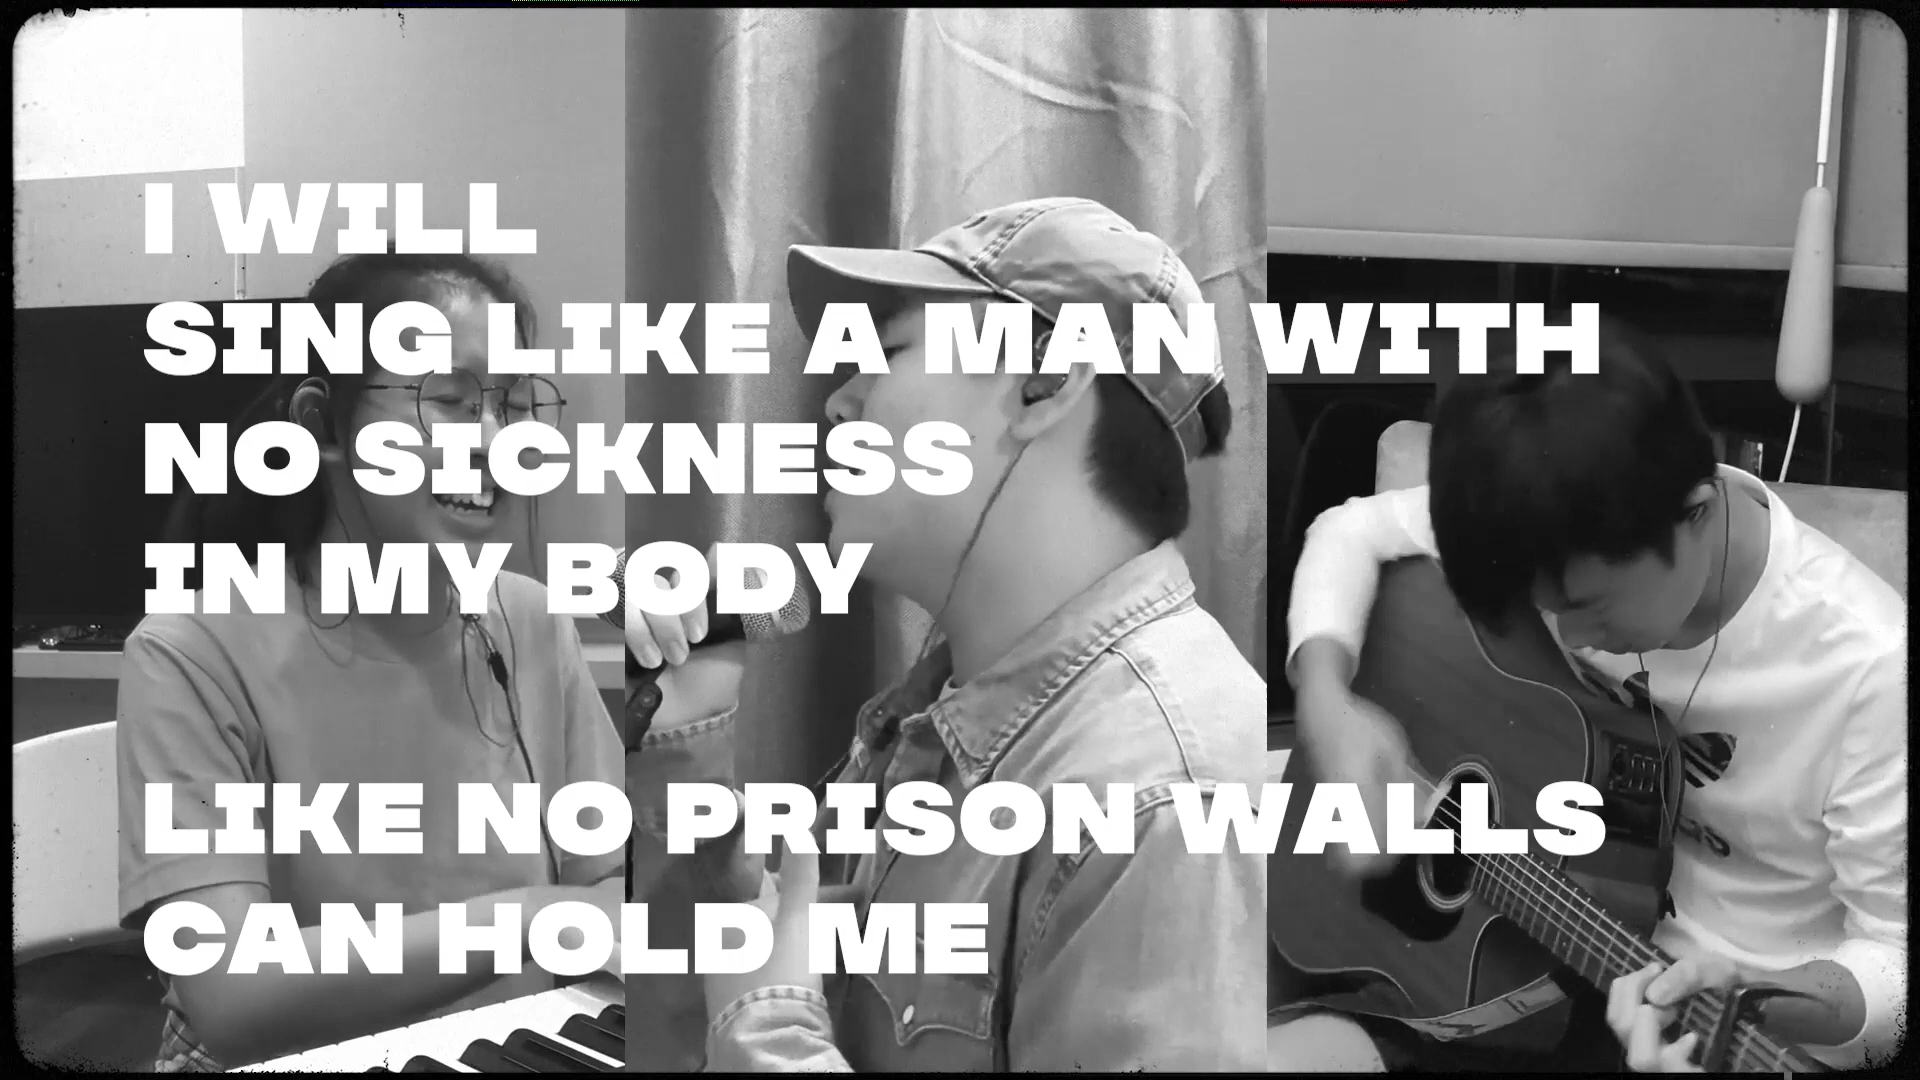 I WILL
SING LIKE A MAN WITH
NO SICKNESS
IN MY BODY
LIKE NO PRISON WALLS
CAN HOLD ME